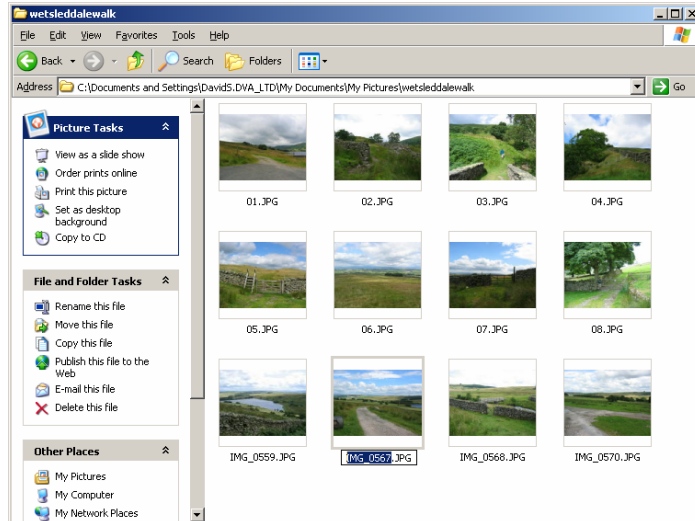 wetsleddalewalk
File Edit View Favorites Tools Help
Back Search Folders
Address C:\Documents and Settings\DavidS.DVA_LTD\My Documents\My Pictures\wetsleddalewalk Go
Picture Tasks
View as a slide show
Order prints online
Print this picture
Set as desktop
background
Copy to CD
File and Folder Tasks
Rename this file
Move this file
Copy this file
Publish this file to the
Web
E-mail this file
Delete this file
Other Places
My Pictures
My Computer
My Network Places
01.JPG 02.JPG 03.JPG 04.JPG
05.JPG 06.JPG 07.JPG 08.JPG
IMG_0559.JPG IMG_0567.JPG IMG_0568.JPG IMG_0570.JPG